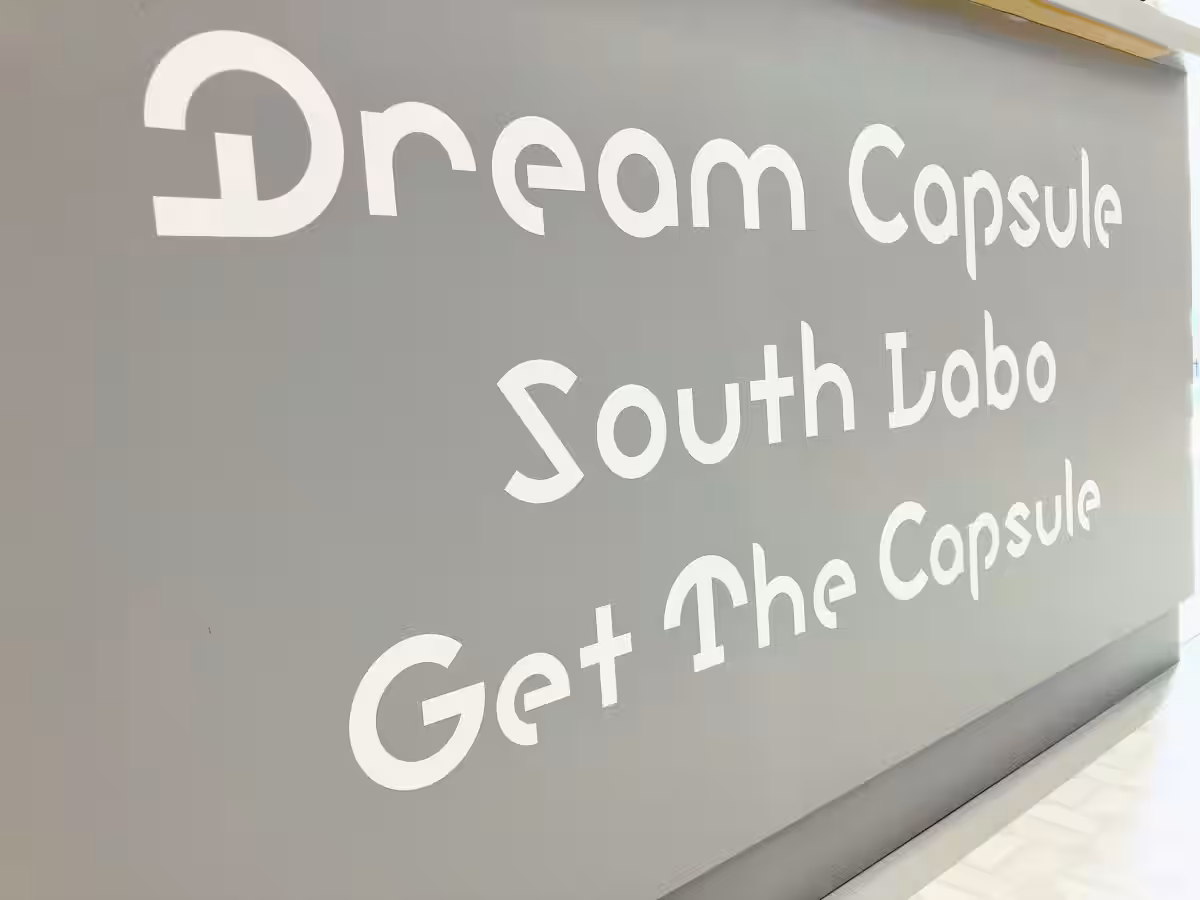 Dream Capsule
South Labo
Get The Capsule